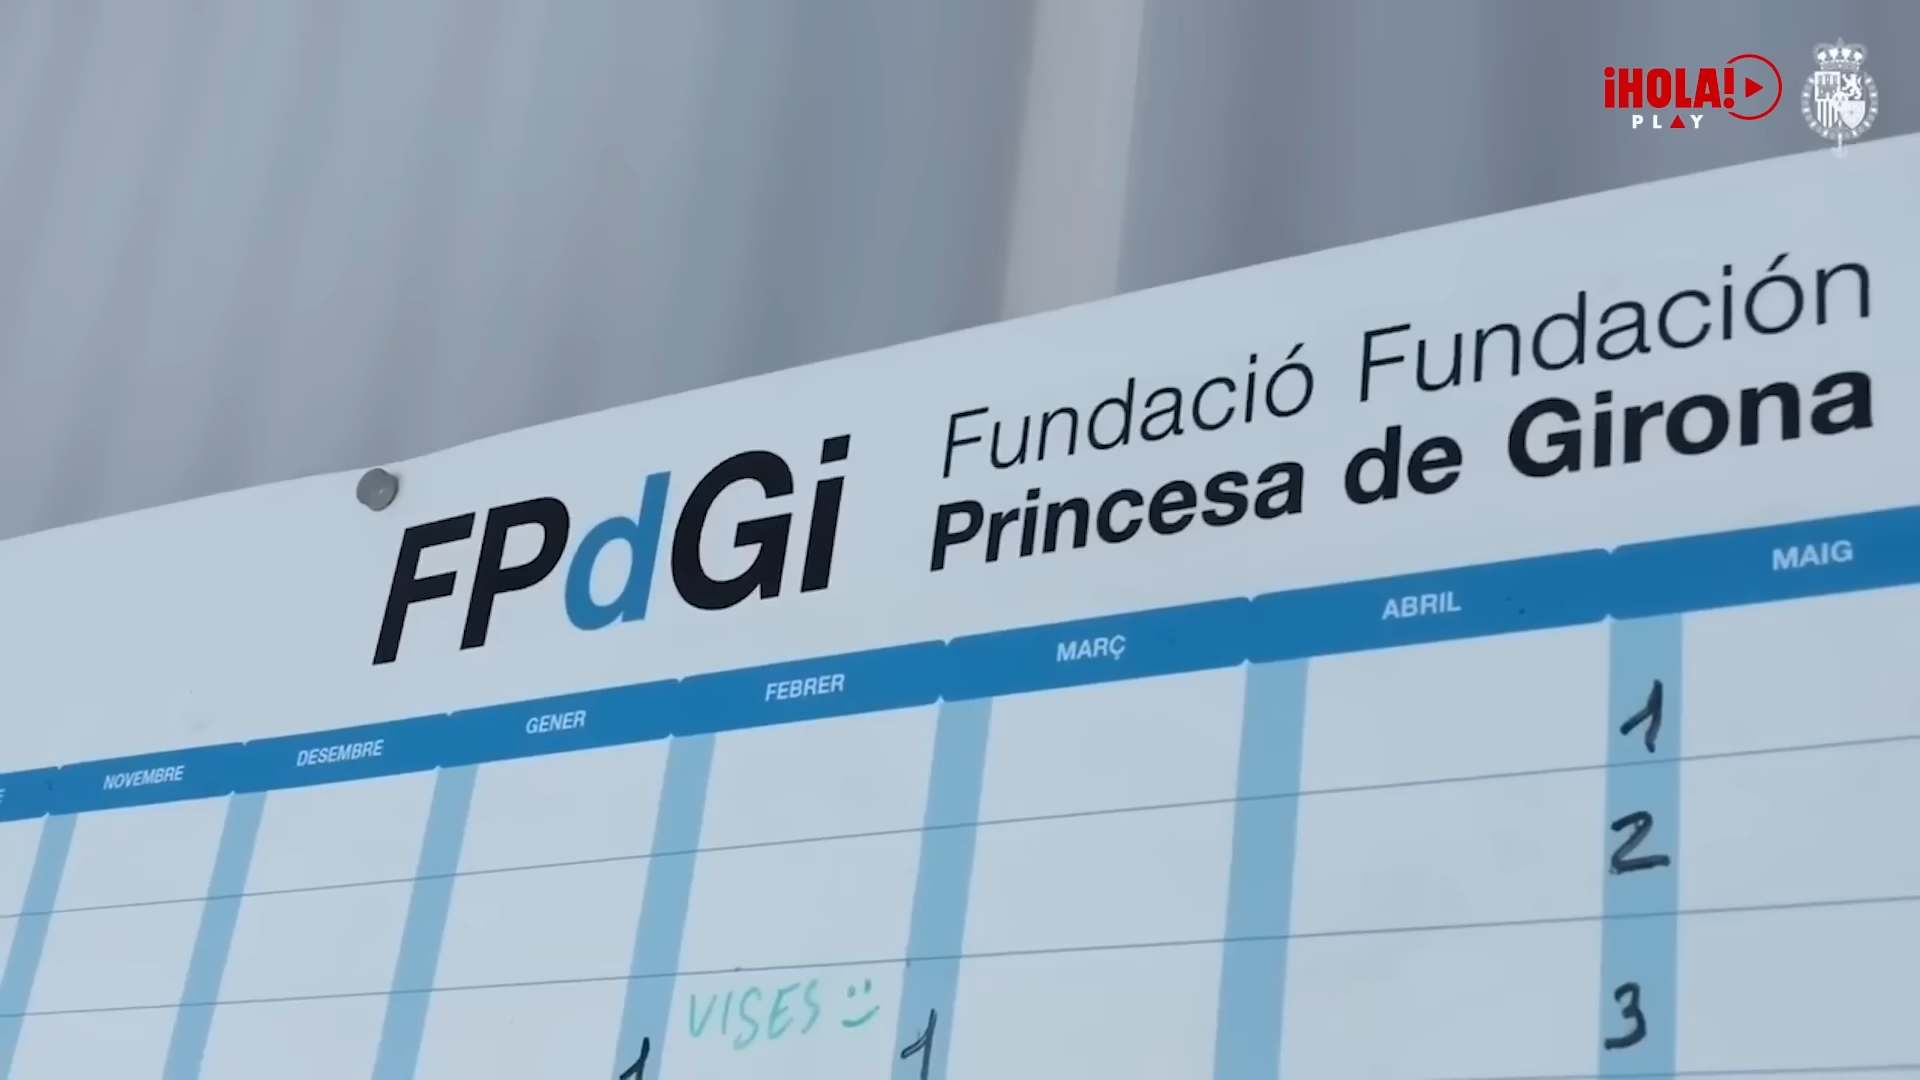 ¡HOLA!
PLAY
Fundació Fundación
FPdGi Princesa de Girona
NOVEMBRE DESEMBRE GENER FEBRER MARÇ ABRIL MAIG
1
2
VISES
3
1
1